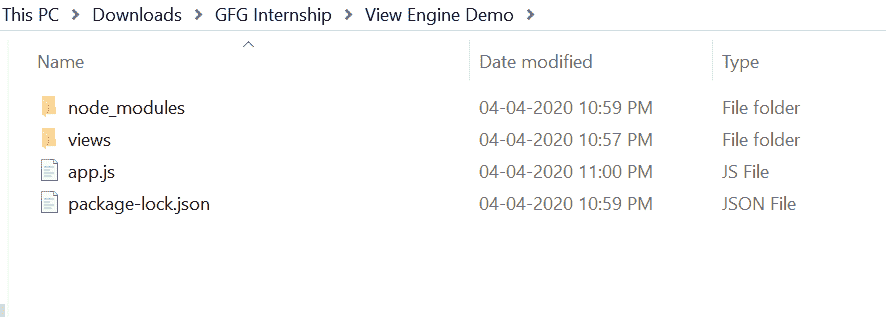 This PC > Downloads > GFG Internship > View Engine Demo >
Name Date modified Type
node_modules 04-04-2020 10:59 PM File folder
views 04-04-2020 10:57 PM File folder
app.js 04-04-2020 11:00 PM JS File
package-lock.json 04-04-2020 10:59 PM JSON File